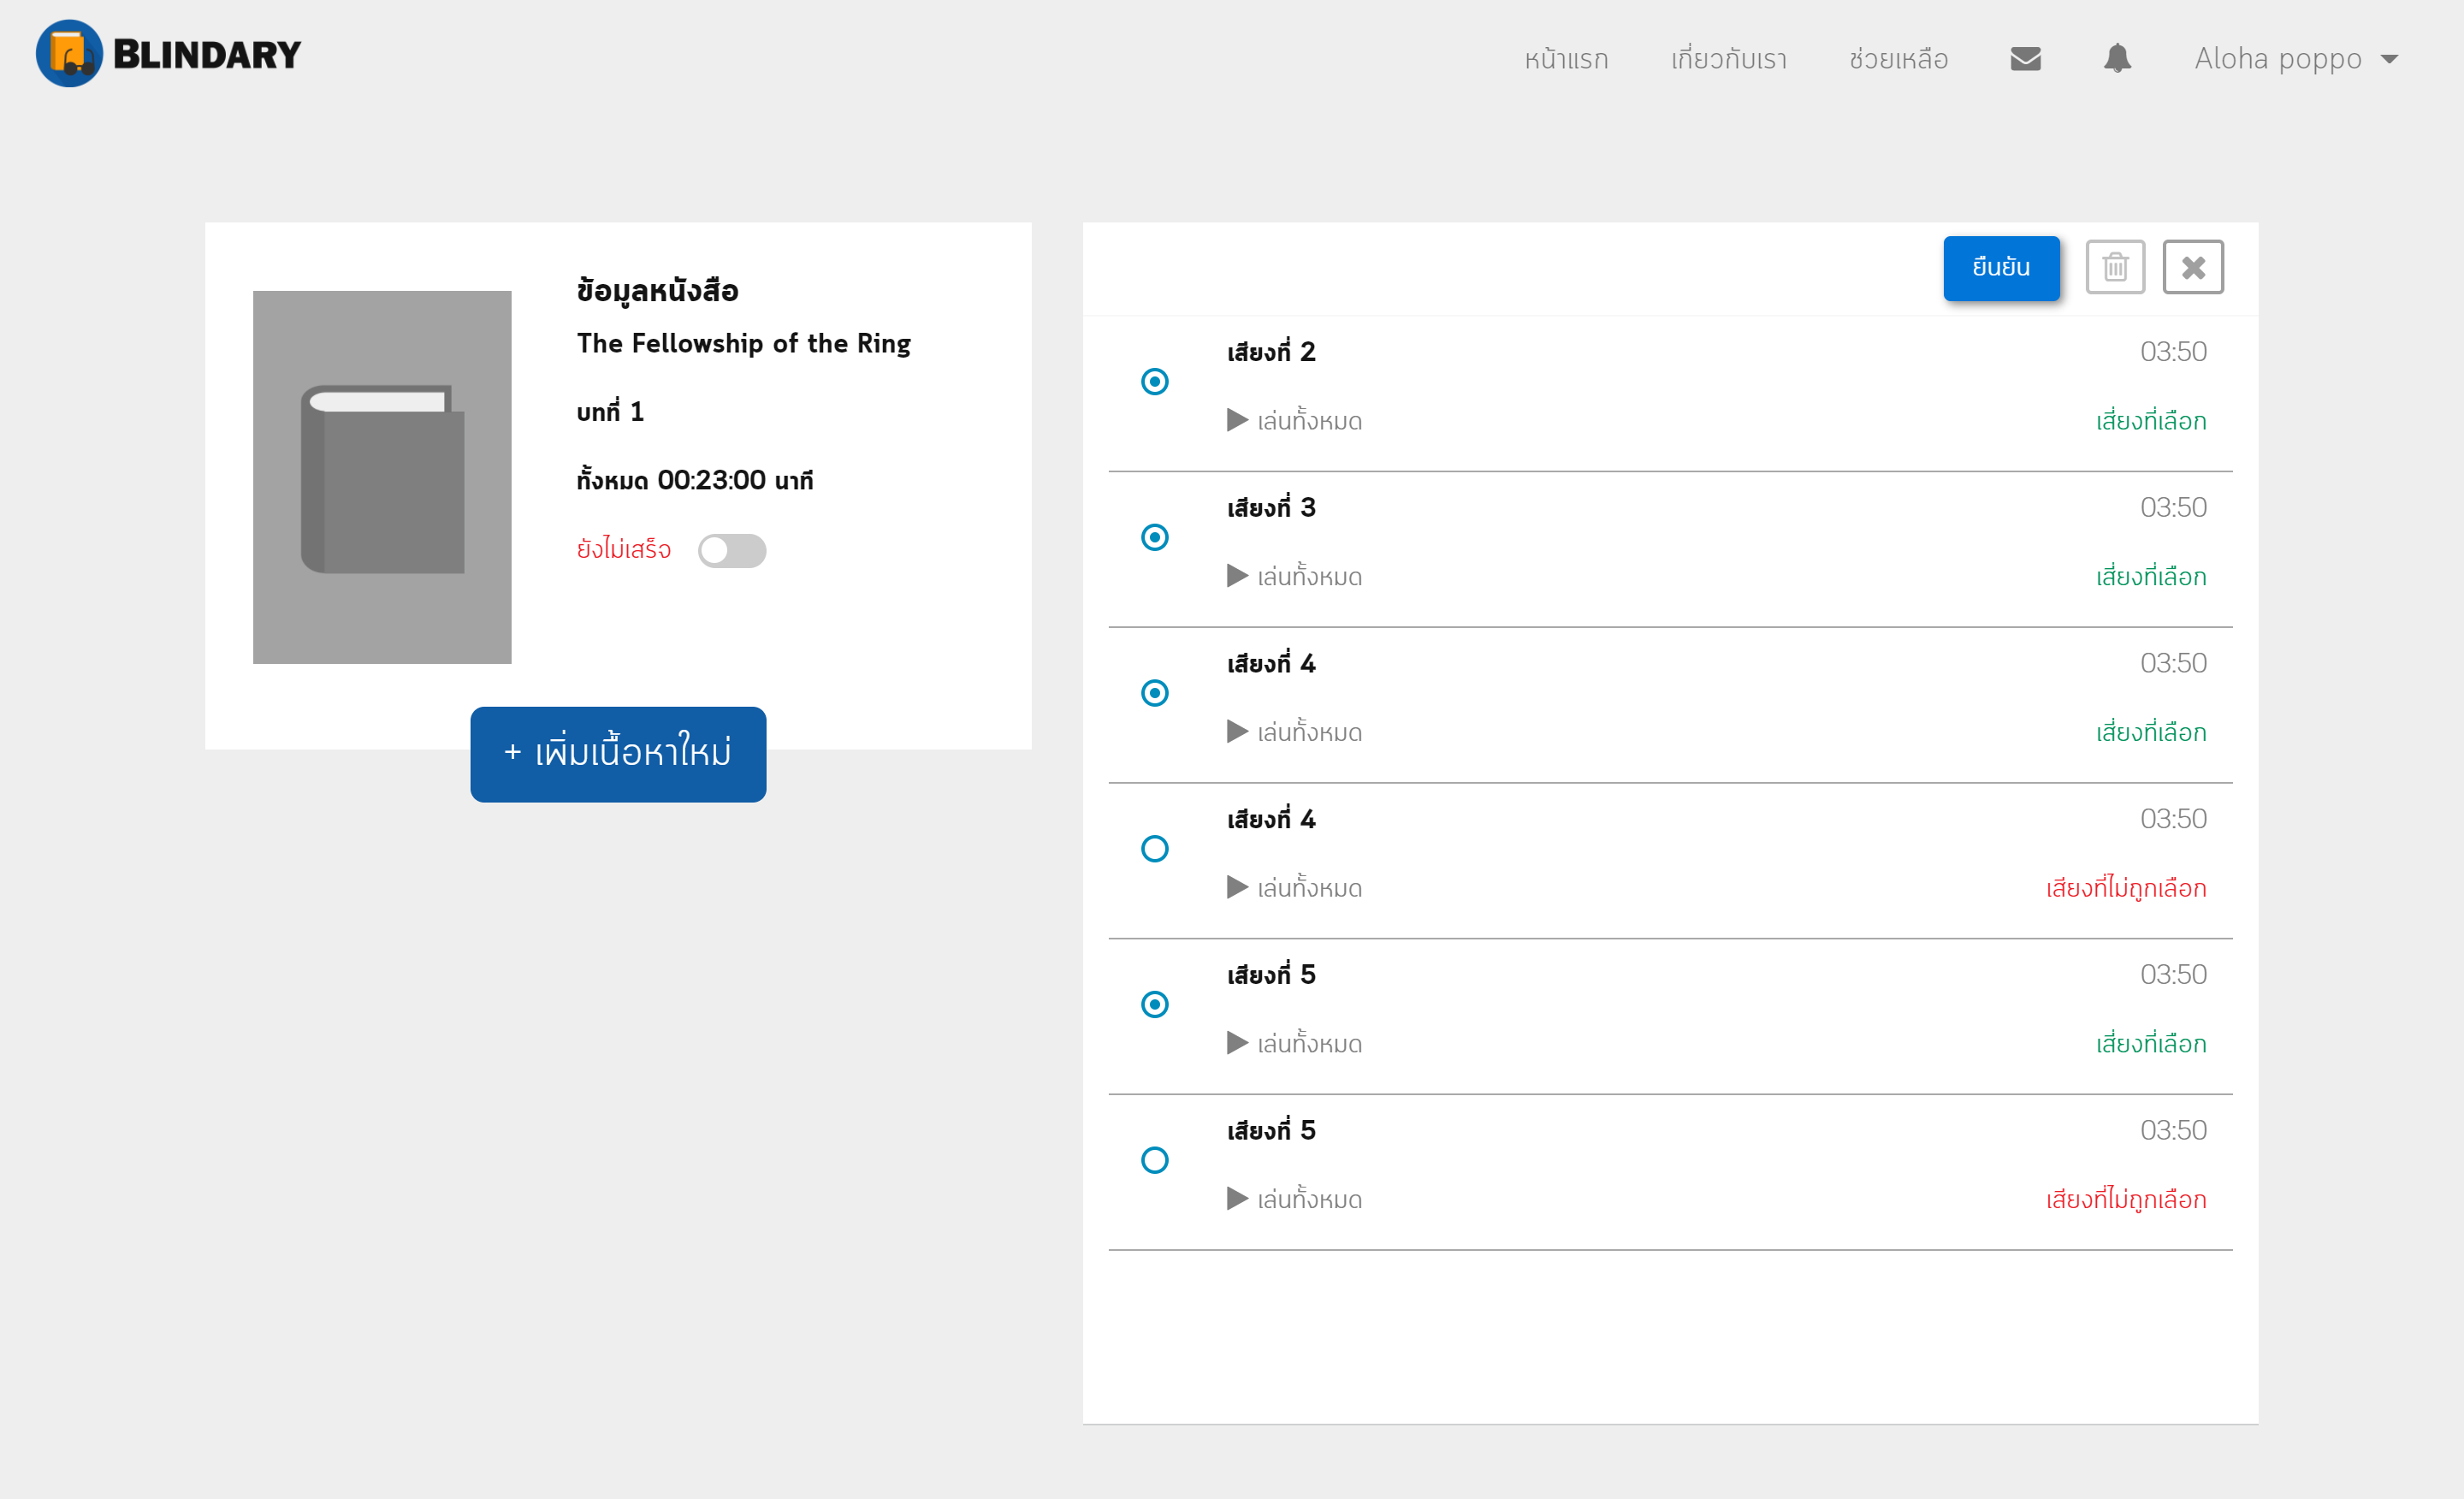 BLINDARY
หน้าแรก เกี่ยวกับเรา ช่วยเหลือ Aloha poppo
ข้อมูลหนังสือ
The Fellowship of the Ring
บทที่ 1
ทั้งหมด 00:23:00 นาที
ยังไม่เสร็จ
+ เพิ่มเนื้อหาใหม่
ยืนยัน
เสียงที่ 2 03:50
เล่นทั้งหมด เสี่ยงที่เลือก
เสียงที่ 3 03:50
เล่นทั้งหมด เสี่ยงที่เลือก
เสียงที่ 4 03:50
เล่นทั้งหมด เสี่ยงที่เลือก
เสียงที่ 4 03:50
เล่นทั้งหมด เสียงที่ไม่ถูกเลือก
เสียงที่ 5 03:50
เล่นทั้งหมด เสี่ยงที่เลือก
เสียงที่ 5 03:50
เล่นทั้งหมด เสียงที่ไม่ถูกเลือก